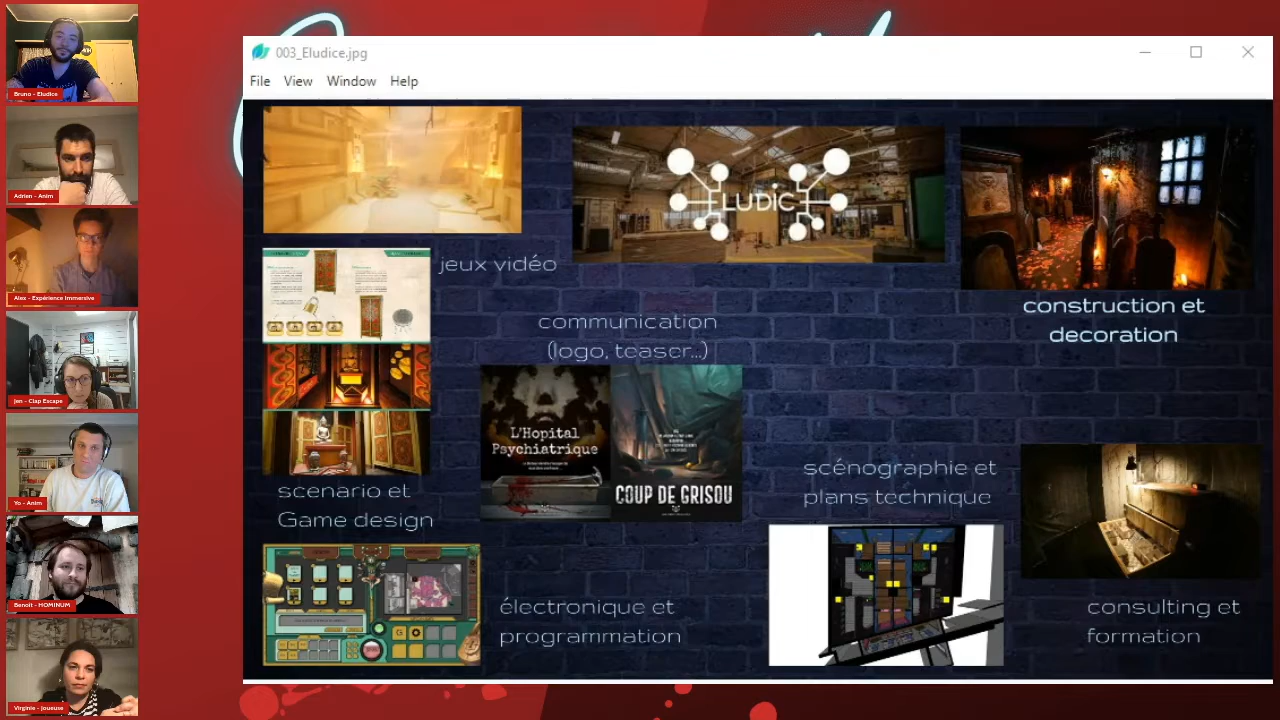 Bruno - Eludice
Adrien - Anim
Alex - Expérience Immersive
Jen - Clap Escape
Yo - Anim
Benoit - HOMINUM
Virginie - Joueuse
003_Eludice.jpg
File View Window Help
ELUDICE
jeux vidéo
construction et
decoration
communication
(logo, teaser...)
L'Hopital
Psychiatrique
COUP DE GRISOU
scenario et
Game design
scénographie et
plans technique
électronique et
programmation
consulting et
formation